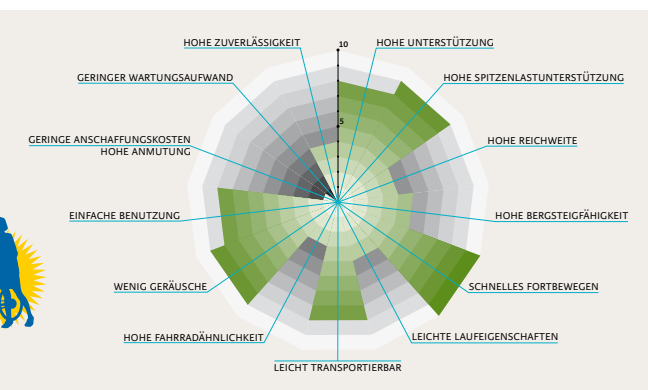 10
HOHE ZUVERLÄSSIGKEIT
HOHE UNTERSTÜTZUNG
GERINGER WARTUNGSAUFWAND
HOHE SPITZENLASTUNTERSTÜTZUNG
5
GERINGE ANSCHAFFUNGSKOSTEN
HOHE ANMUTUNG
HOHE REICHWEITE
EINFACHE BENUTZUNG
HOHE BERGSTEIGFÄHIGKEIT
WENIG GERÄUSCHE
SCHNELLES FORTBEWEGEN
HOHE FAHRRADÄHNLICHKEIT
LEICHTE LAUFEIGENSCHAFTEN
LEICHT TRANSPORTIERBAR